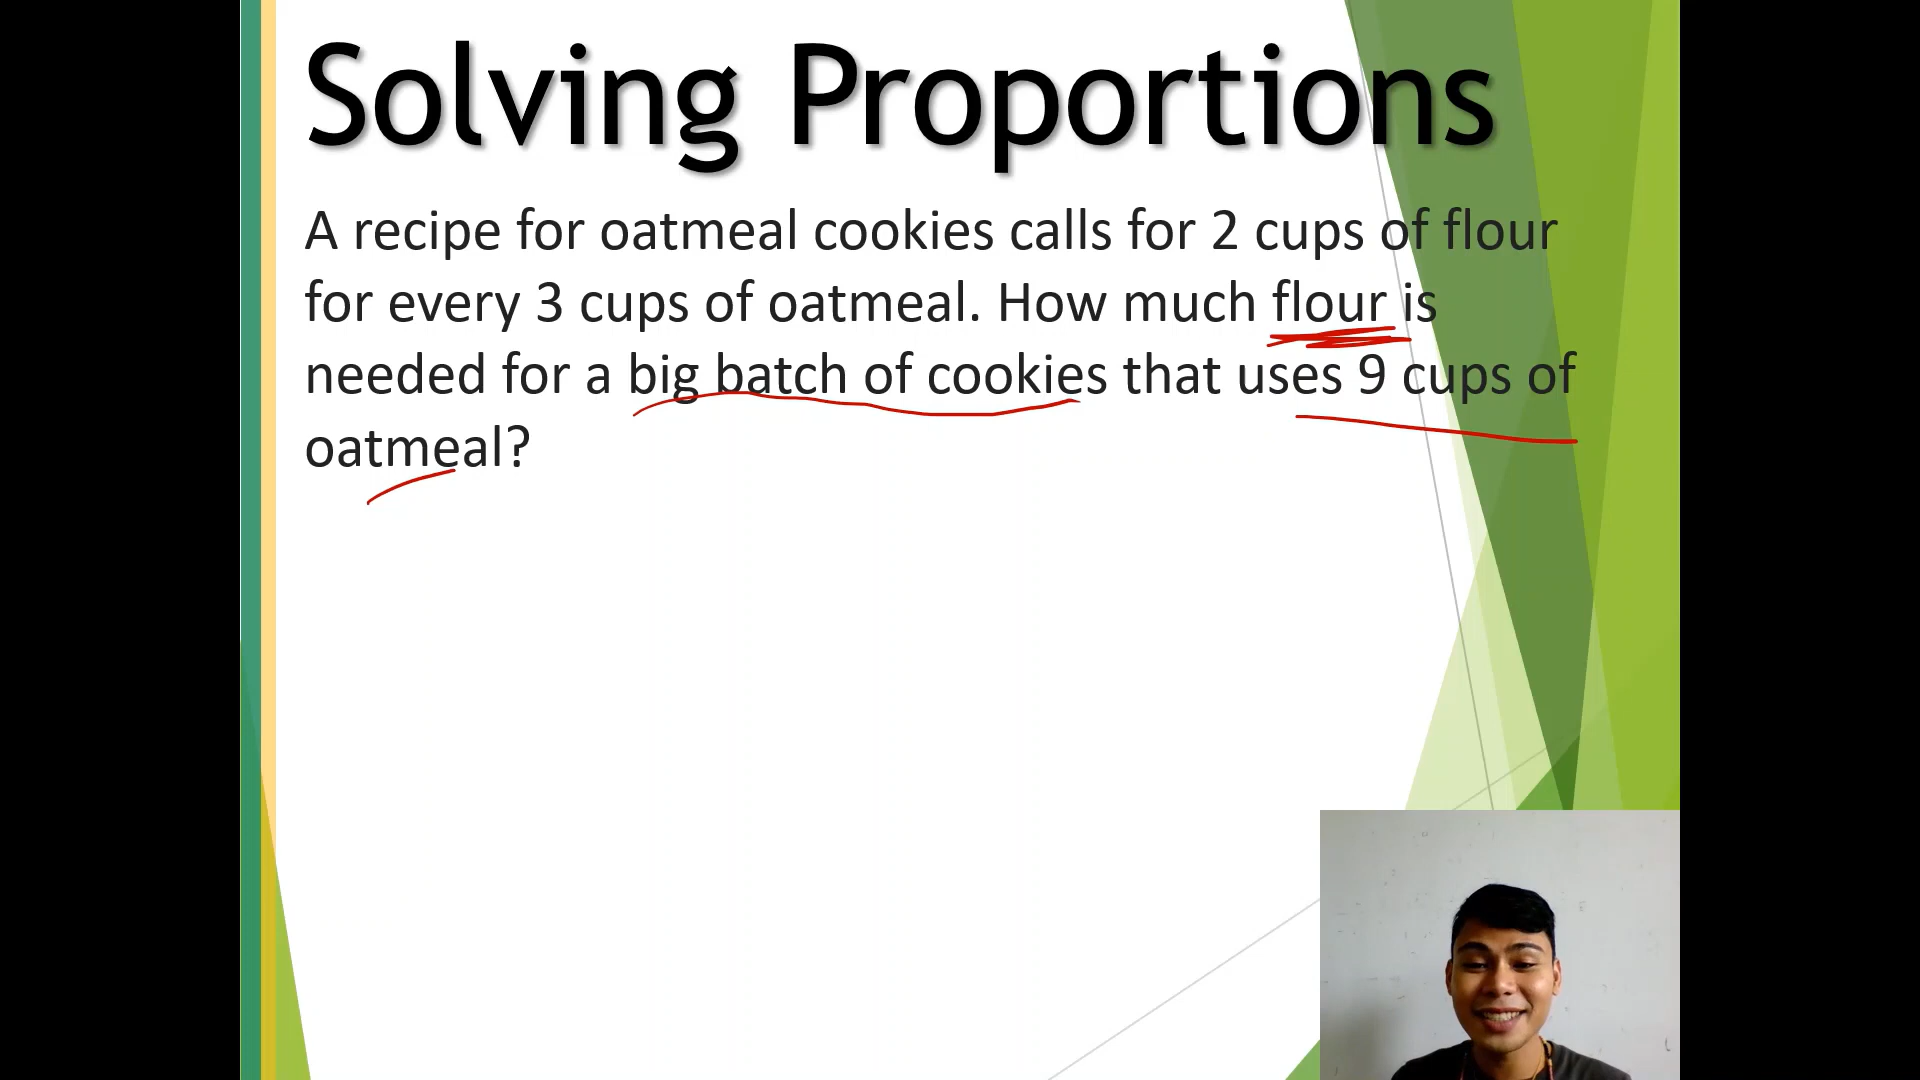 Solving Proportions
A recipe for oatmeal cookies calls for 2 cups of flour
for every 3 cups of oatmeal. How much flour is
needed for a big batch of cookies that uses 9 cups of
oatmeal?